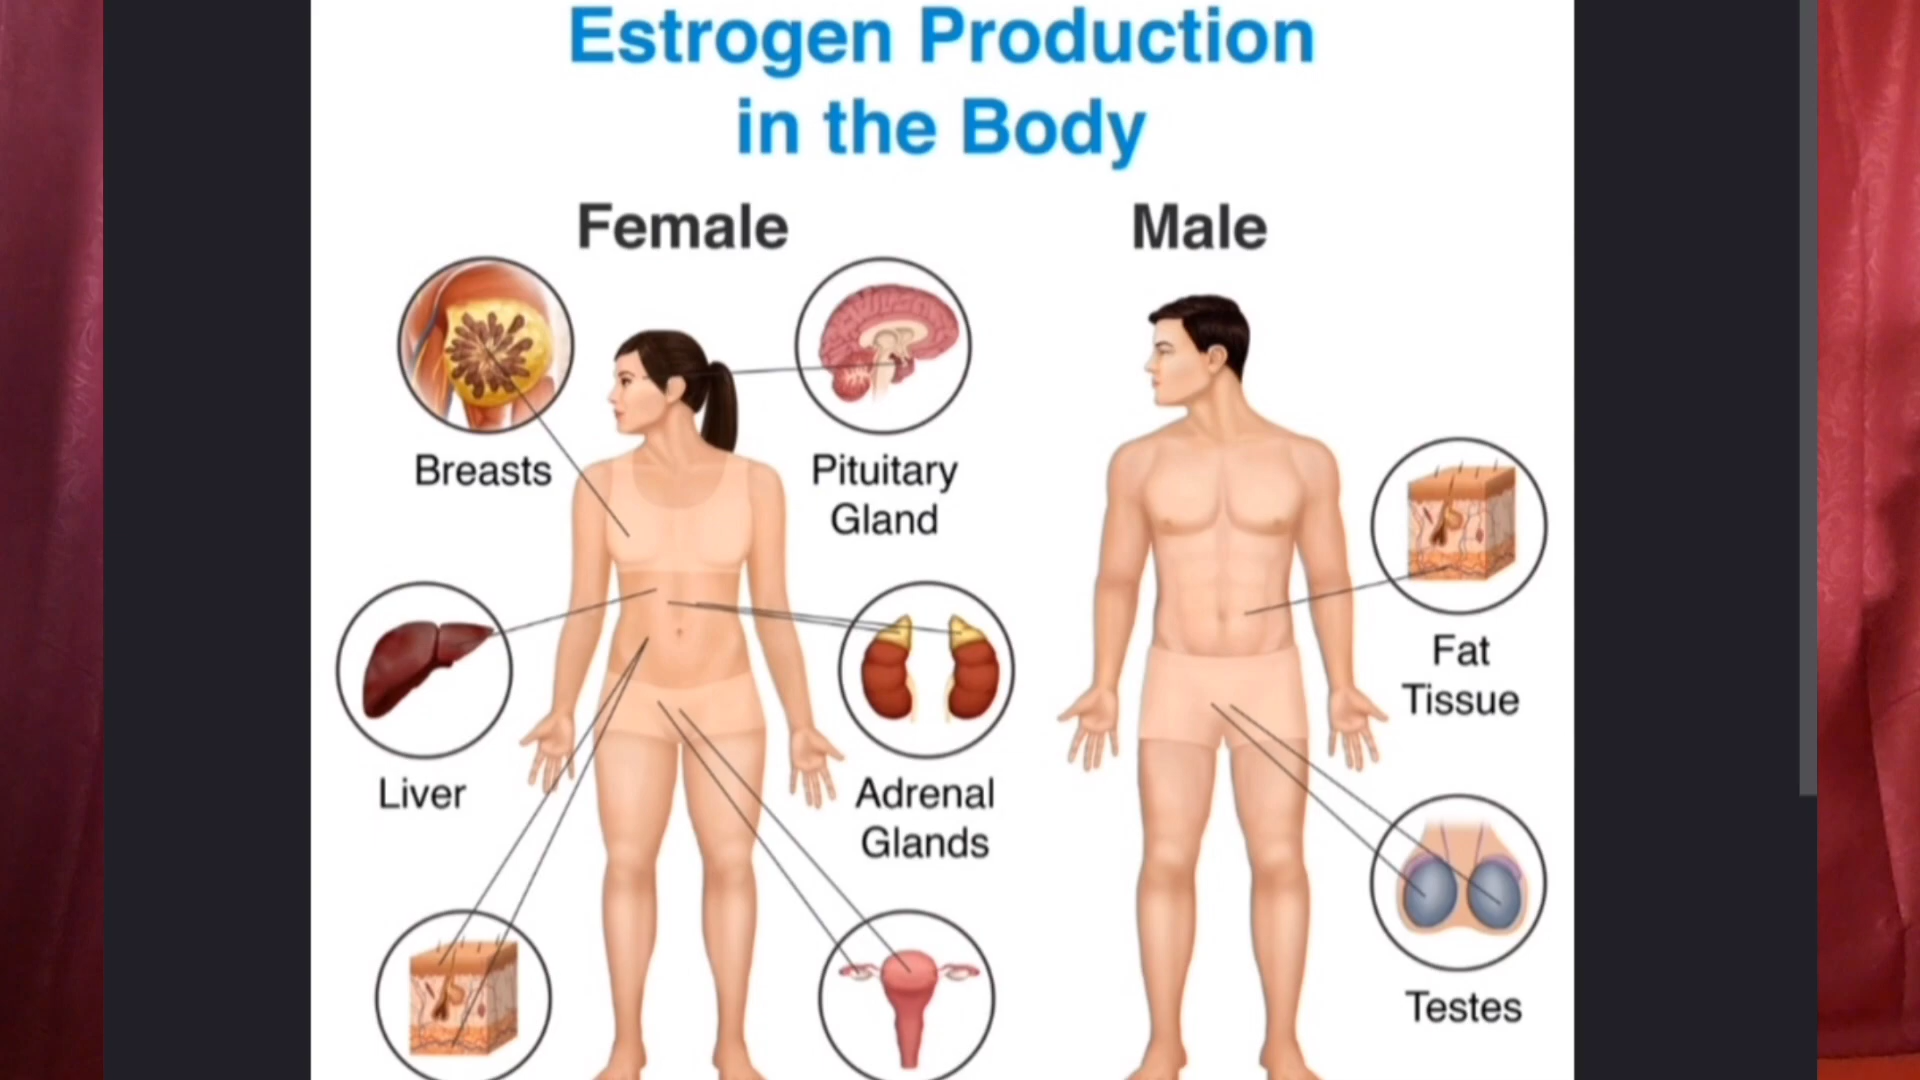 Estrogen Production
in the Body
Female
Male
Breasts
Pituitary
Gland
Fat
Tissue
Liver
Adrenal
Glands
Testes